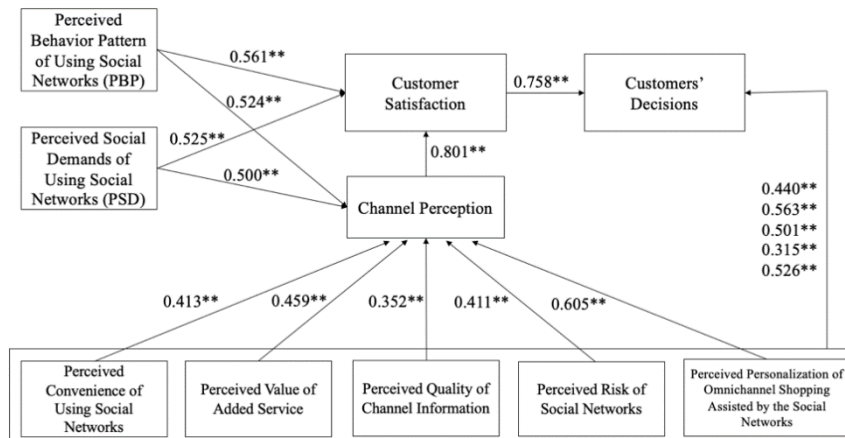 Perceived
Behavior Pattern
of Using Social
Networks (PBP)
0.561**
Customer
Satisfaction
0.758**
Customers'
Decisions
0.524**
Perceived Social
Demands of
Using Social
Networks (PSD)
0.525**
0.500**
0.801**
Channel Perception
0.440**
0.563**
0.501**
0.315**
0.526**
0.413**
0.459**
0.352**
0.411**
0.605**
Perceived
Convenience of
Using Social
Networks
Perceived Value of
Added Service
Perceived Quality of
Channel Information
Perceived Risk of
Social Networks
Perceived Personalization of
Omnichannel Shopping
Assisted by the Social
Networks